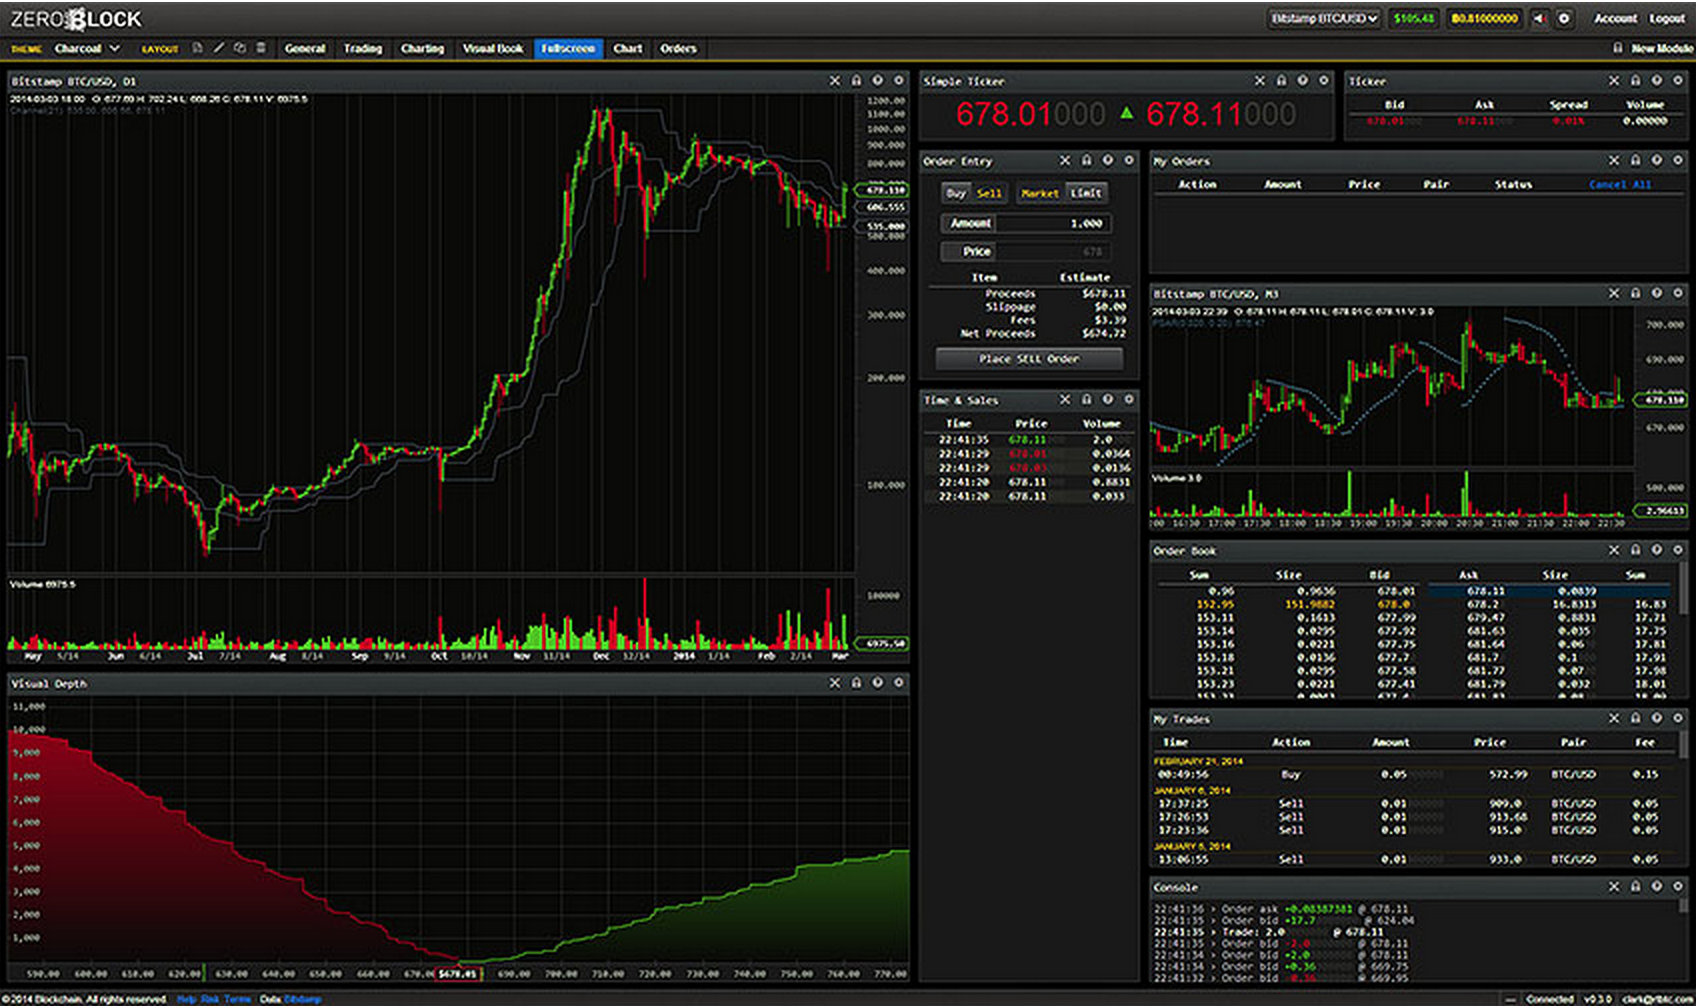 ZEROBLOCK
Bitstamp BTC/USD $105.48 ฿0.81000000 Account Logout
THEME Charcoal LAYOUT General Trading Charting Visual Book Fullscreen Chart Orders New Module
Bitstamp BTC/USD, D1
2014-03-03 18:00 O: 677.69 H: 702.24 L: 668.26 C: 678.11 V: 6975.5
1200.00
1100.00
1000.00
900.000
800.000
678.110
606.555
535.000
500.000
400.000
300.000
200.000
100.000
Volume 6975.5
100000
6975.50
May 5/14 Jun 6/14 Jul 7/14 Aug 8/14 Sep 9/14 Oct 10/14 Nov 11/14 Dec 12/14 2014 1/14 Feb 2/14 Mar
Visual Depth
11,000
10,000
9,000
8,000
7,000
6,000
5,000
4,000
3,000
2,000
1,000
590.00 600.00 610.00 620.00 630.00 640.00 650.00 660.00 670.0 $678.01 690.00 700.00 710.00 720.00 730.00 740.00 750.00 760.00 770.00
Simple Ticker
678.01000 678.11000
Ticker
Bid Ask Spread Volume
678.01000 678.11000 0.01% 0.00000
Order Entry
Buy Sell Market Limit
Amount 1.000
Price 678
Item Estimate
Proceeds $678.11
Slippage $0.00
Fees $3.39
Net Proceeds $674.72
Place SELL Order
My Orders
Action Amount Price Pair Status Cancel All
Time & Sales
Time Price Volume
22:41:35 678.11 2.0
22:41:29 678.01 0.0364
22:41:29 678.03 0.0136
22:41:20 678.11 0.8831
22:41:20 678.11 0.033
Bitstamp BTC/USD, M3
2014-03-03 22:39 O: 678.11 H: 678.11 L: 678.01 C: 678.11 V: 3.0
700.000
690.000
678.110
670.000
Volume 3.0
500.000
2.96613
16:30 17:00 17:30 18:00 18:30 19:00 19:30 20:00 20:30 21:00 21:30 22:00 22:30
Order Book
Sum Size Bid Ask Size Sum
0.96 0.9636 678.01 678.11 0.0839
152.95 151.9882 678.0 678.2 16.8313 16.83
153.11 0.1613 677.99 679.47 0.8831 17.71
153.14 0.0295 677.92 681.63 0.035 17.75
153.16 0.0221 677.75 681.64 0.06 17.81
153.18 0.0136 677.7 681.7 0.1 17.91
153.21 0.0295 677.58 681.77 0.07 17.98
153.23 0.0221 677.41 681.79 0.032 18.01
My Trades
Time Action Amount Price Pair Fee
FEBRUARY 21, 2014
00:49:56 Buy 0.05 572.99 BTC/USD 0.15
JANUARY 6, 2014
17:37:25 Sell 0.01 909.0 BTC/USD 0.05
17:26:53 Sell 0.01 913.68 BTC/USD 0.05
17:23:36 Sell 0.01 915.0 BTC/USD 0.05
JANUARY 5, 2014
13:06:55 Sell 0.01 933.0 BTC/USD 0.05
Console
22:41:36 > Order ask +0.08387381 @ 678.11
22:41:35 > Order bid +17.7 @ 624.04
22:41:35 > Trade: 2.0 @ 678.11
22:41:35 > Order bid -2.0 @ 678.11
22:41:34 > Order bid +2.0 @ 678.11
22:41:34 > Order bid +0.36 @ 669.75
22:41:32 > Order bid -0.36 @ 669.95
© 2014 Blockchain. All rights reserved. Help Risk Terms Data: Bitstamp
Connected v0.3.0